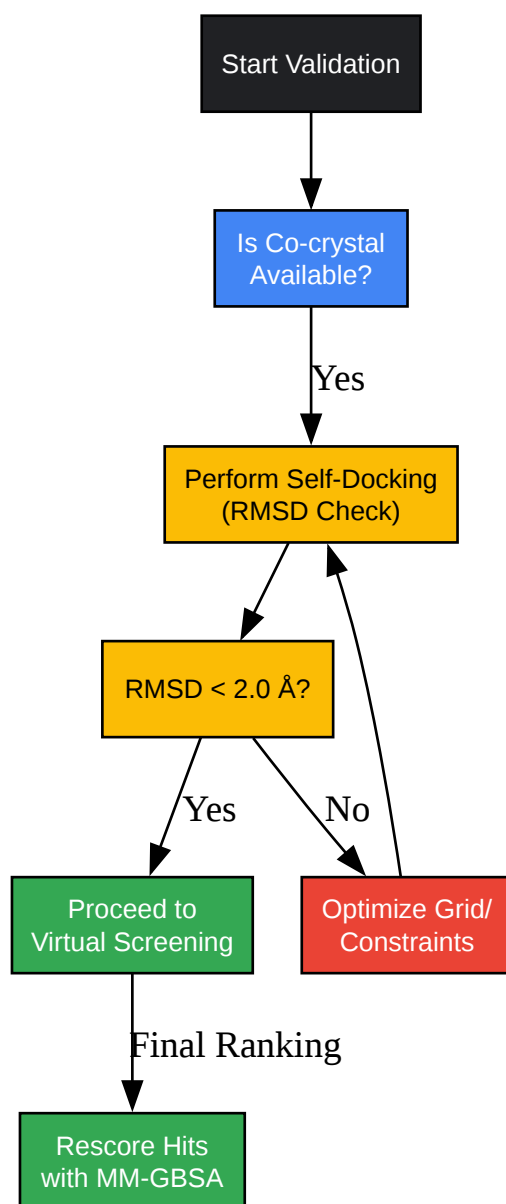 Start Validation
Is Co-crystal
Available?
Yes
Perform Self-Docking
(RMSD Check)
RMSD < 2.0 Å?
Yes
No
Proceed to
Virtual Screening
Optimize Grid/
Constraints
Final Ranking
Rescore Hits
with MM-GBSA